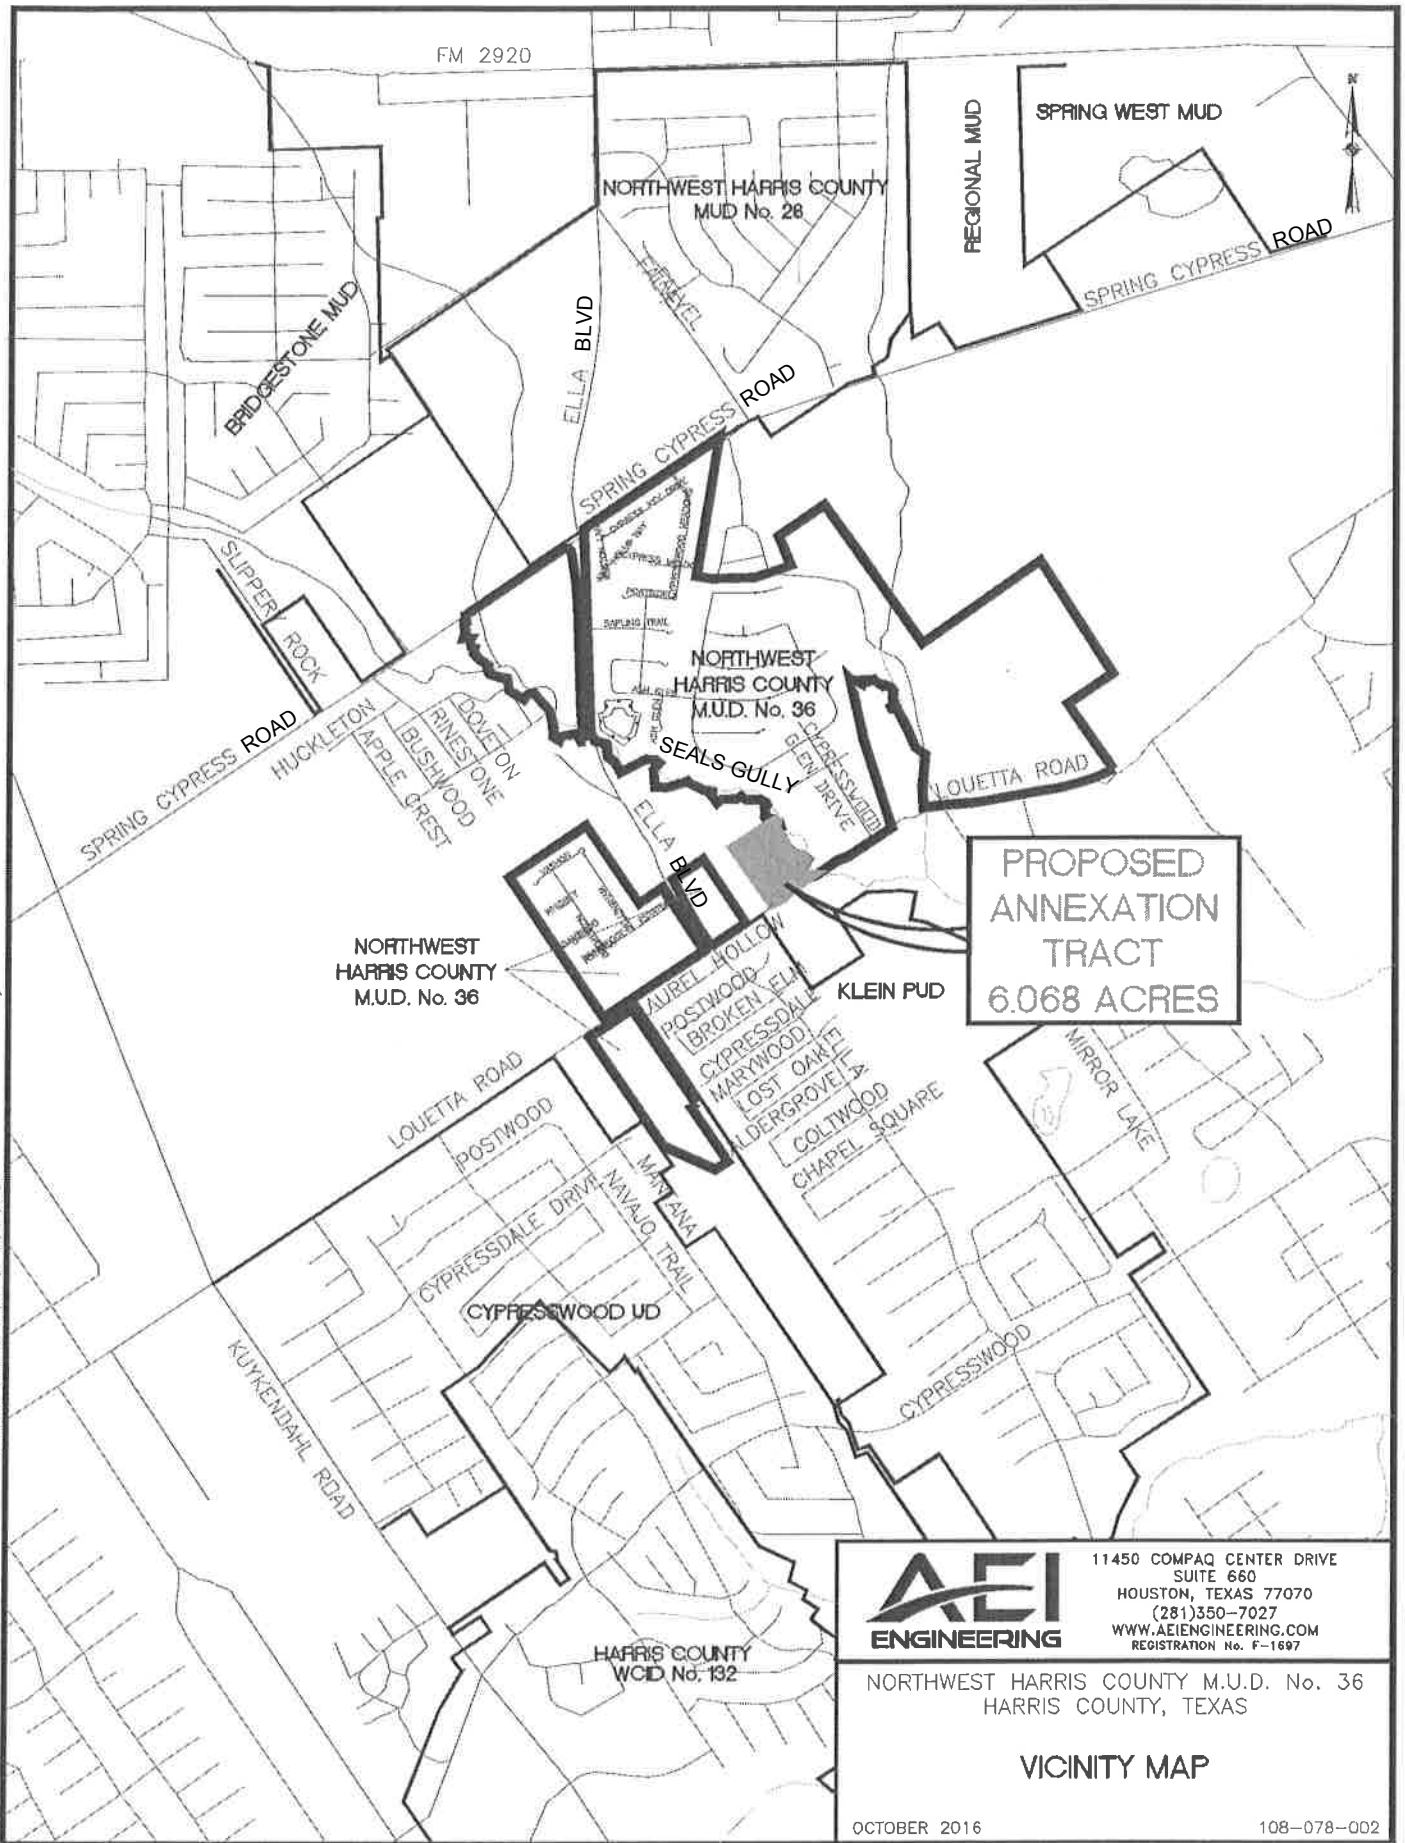 FM 2920
SPRING WEST MUD
REGIONAL MUD
N
NORTHWEST HARRIS COUNTY
MUD No. 28
SPRING CYPRESS ROAD
BRIDGESTONE MUD
ELLA BLVD
SPRING CYPRESS ROAD
SLIPPERY ROCK
SAPLING TRAIL
NORTHWEST
HARRIS COUNTY
M.U.D. No. 36
ASH GLEN
SEALS GULLY
CYPRESSWOOD
GLEN DRIVE
LOUETTA ROAD
SPRING CYPRESS ROAD
HUCKLETON
APPLE CREST
BUSHWOOD
RINESTONE
DOVETON
ELLA BLVD
PROPOSED
ANNEXATION
TRACT
6.068 ACRES
NORTHWEST
HARRIS COUNTY
M.U.D. No. 36
KLEIN PUD
LAUREL HOLLOW
POSTWOOD
BROKEN ELM
CYPRESSDALE
MARYWOOD
LOST OAK
ALDERGROVE
ELLA
COLTWOOD
CHAPEL SQUARE
MIRROR LAKE
LOUETTA ROAD
POSTWOOD
CYPRESSDALE DRIVE
NAVAJO TRAIL
MANTANA
CYPRESSWOOD UD
KUYKENDAHL ROAD
CYPRESSWOOD
HARRIS COUNTY
WCID No. 132
AEI
ENGINEERING
11450 COMPAQ CENTER DRIVE
SUITE 660
HOUSTON, TEXAS 77070
(281)350-7027
WWW.AEIENGINEERING.COM
REGISTRATION No. F-1697
NORTHWEST HARRIS COUNTY M.U.D. No. 36
HARRIS COUNTY, TEXAS
VICINITY MAP
OCTOBER 2016
108-078-002